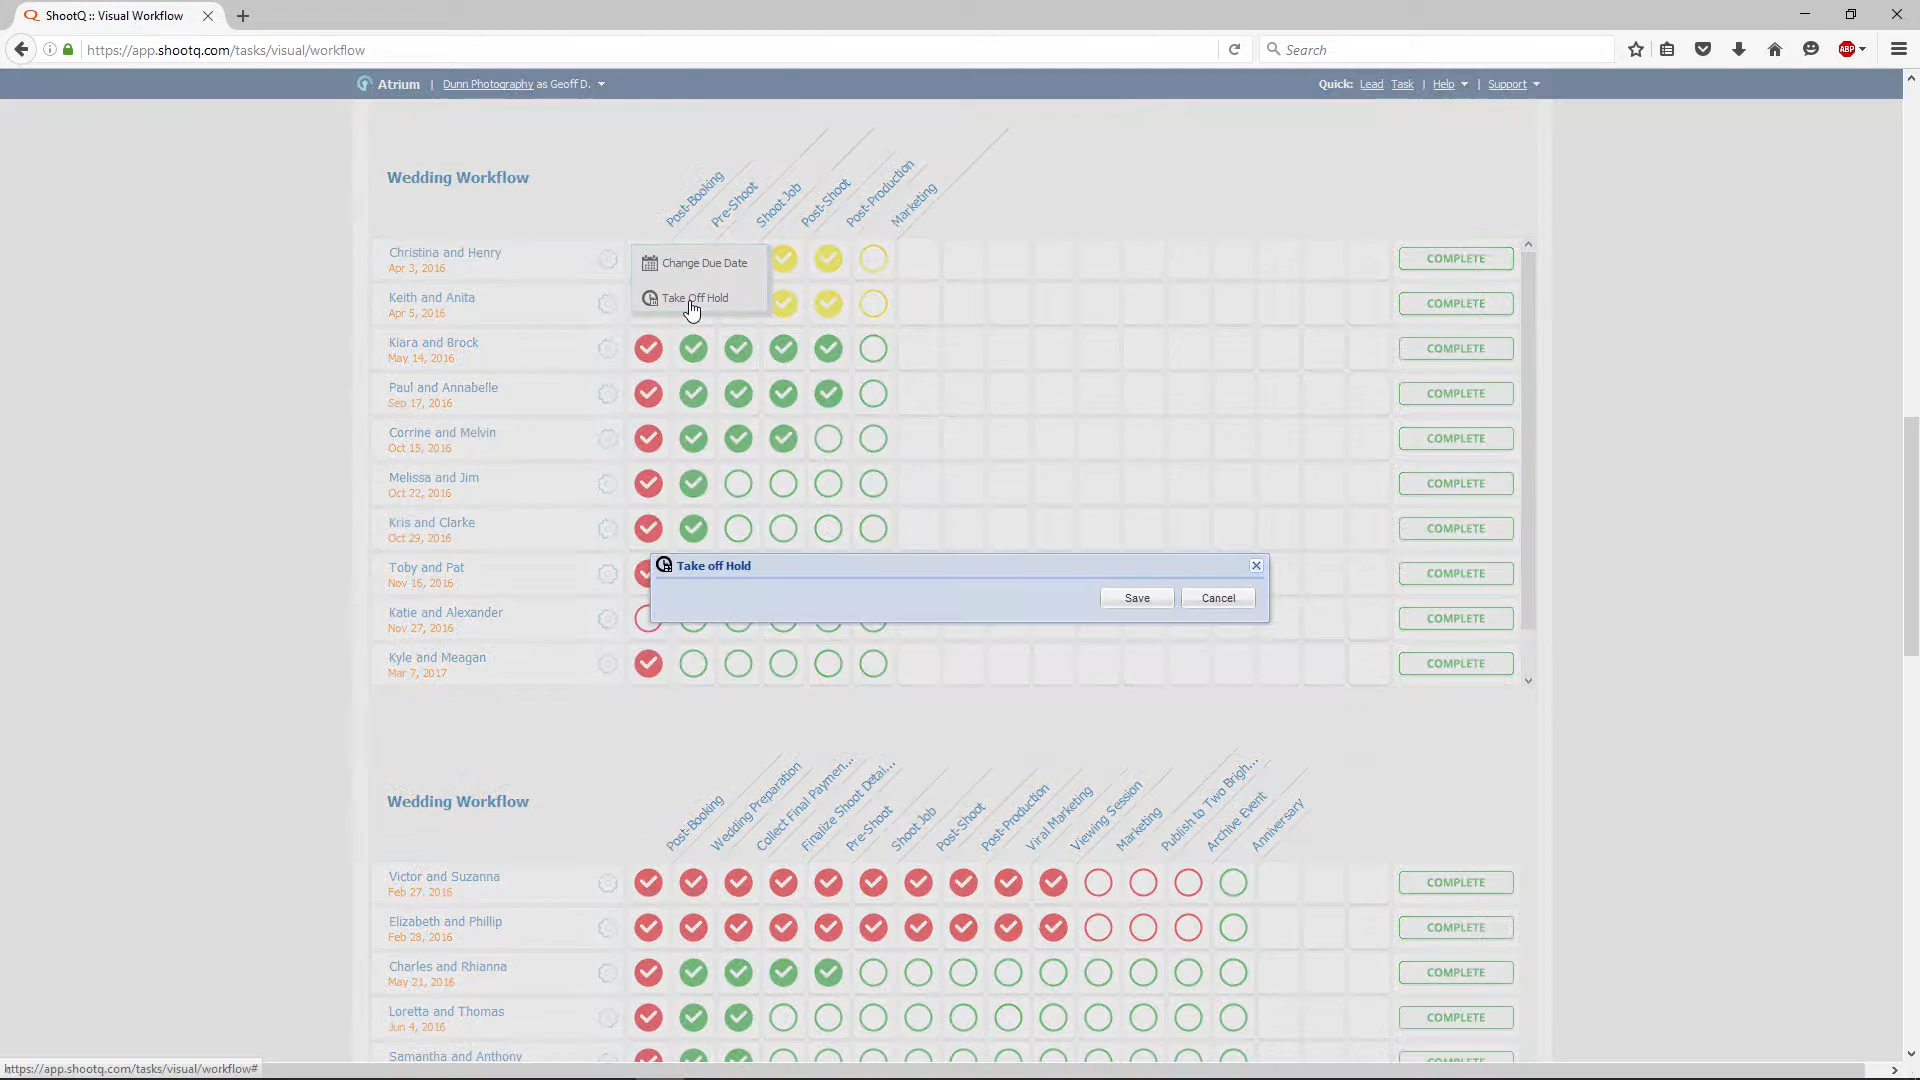 ShootQ :: Visual Workflow
https://app.shootq.com/tasks/visual/workflow
Search
ABP
Atrium | Dunn Photography as Geoff D.
Quick: Lead Task | Help | Support
Wedding Workflow
Post-Booking
Pre-Shoot
Shoot Job
Post-Shoot
Post-Production
Marketing
Christina and Henry
Apr 3, 2016
COMPLETE
Change Due Date
Keith and Anita
Apr 5, 2016
COMPLETE
Take Off Hold
Kiara and Brock
May 14, 2016
COMPLETE
Paul and Annabelle
Sep 17, 2016
COMPLETE
Corrine and Melvin
Oct 15, 2016
COMPLETE
Melissa and Jim
Oct 22, 2016
COMPLETE
Kris and Clarke
Oct 29, 2016
COMPLETE
Take off Hold
Save Cancel
Toby and Pat
Nov 16, 2016
COMPLETE
Katie and Alexander
Nov 27, 2016
COMPLETE
Kyle and Meagan
Mar 7, 2017
COMPLETE
Wedding Workflow
Post-Booking
Wedding Preparation
Collect Final Paymen...
Finalize Shoot Detai...
Pre-Shoot
Shoot Job
Post-Shoot
Post-Production
Viral Marketing
Viewing Session
Marketing
Publish to Two Brigh...
Archive Event
Anniversary
Victor and Suzanna
Feb 27, 2016
COMPLETE
Elizabeth and Phillip
Feb 28, 2016
COMPLETE
Charles and Rhianna
May 21, 2016
COMPLETE
Loretta and Thomas
Jun 4, 2016
COMPLETE
Samantha and Anthony
COMPLETE
https://app.shootq.com/tasks/visual/workflow#